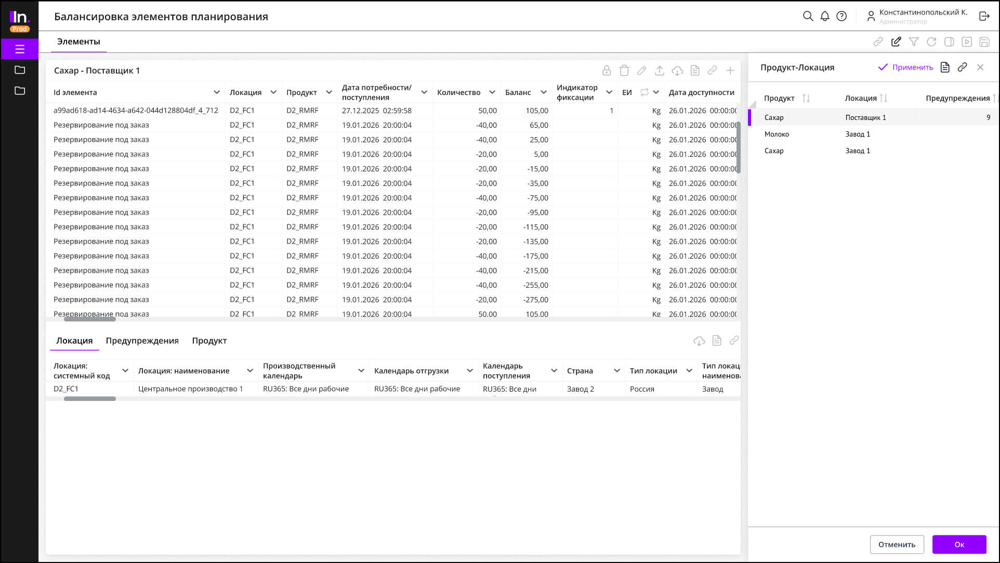 In.
Prod
Балансировка элементов планирования
Константинопольский К.
Администратор
Элементы
Сахар - Поставщик 1
Id элемента Локация Продукт Дата потребности/ поступления Количество Баланс Индикатор фиксации ЕИ Дата доступности
a99ad618-ad14-4634-a642-044d128804df_4_712 D2_FC1 D2_RMRF 27.12.2025 02:59:58 50,00 105,00 1 Kg 26.01.2026 00:00:00
Резервирование под заказ D2_FC1 D2_RMRF 19.01.2026 20:00:04 -40,00 65,00 Kg 26.01.2026 00:00:00
Резервирование под заказ D2_FC1 D2_RMRF 19.01.2026 20:00:04 -40,00 25,00 Kg 26.01.2026 00:00:00
Резервирование под заказ D2_FC1 D2_RMRF 19.01.2026 20:00:04 -20,00 5,00 Kg 26.01.2026 00:00:00
Резервирование под заказ D2_FC1 D2_RMRF 19.01.2026 20:00:04 -20,00 -15,00 Kg 26.01.2026 00:00:00
Резервирование под заказ D2_FC1 D2_RMRF 19.01.2026 20:00:04 -20,00 -35,00 Kg 26.01.2026 00:00:00
Резервирование под заказ D2_FC1 D2_RMRF 19.01.2026 20:00:04 -40,00 -75,00 Kg 26.01.2026 00:00:00
Резервирование под заказ D2_FC1 D2_RMRF 19.01.2026 20:00:04 -20,00 -95,00 Kg 26.01.2026 00:00:00
Резервирование под заказ D2_FC1 D2_RMRF 19.01.2026 20:00:04 -20,00 -115,00 Kg 26.01.2026 00:00:00
Резервирование под заказ D2_FC1 D2_RMRF 19.01.2026 20:00:04 -20,00 -135,00 Kg 26.01.2026 00:00:00
Резервирование под заказ D2_FC1 D2_RMRF 19.01.2026 20:00:04 -40,00 -175,00 Kg 26.01.2026 00:00:00
Резервирование под заказ D2_FC1 D2_RMRF 19.01.2026 20:00:04 -40,00 -215,00 Kg 26.01.2026 00:00:00
Резервирование под заказ D2_FC1 D2_RMRF 19.01.2026 20:00:04 -40,00 -255,00 Kg 26.01.2026 00:00:00
Резервирование под заказ D2_FC1 D2_RMRF 19.01.2026 20:00:04 -20,00 -275,00 Kg 26.01.2026 00:00:00
Резервирование под заказ D2_FC1 D2_RMRF 19.01.2026 20:00:04 50,00 105,00 Kg 26.01.2026 00:00:00
Локация Предупреждения Продукт
Локация: системный код Локация: наименование Производственный календарь Календарь отгрузки Календарь поступления Страна Тип локации Тип
D2_FC1 Центральное производство 1 RU365: Все дни рабочие RU365: Все дни рабочие RU365: Все дни Завод 2 Россия Завод
Продукт-Локация Применить
Продукт Локация Предупреждения
Сахар Поставщик 1 9
Молоко Завод 1
Сахар Завод 1
Отменить Ок